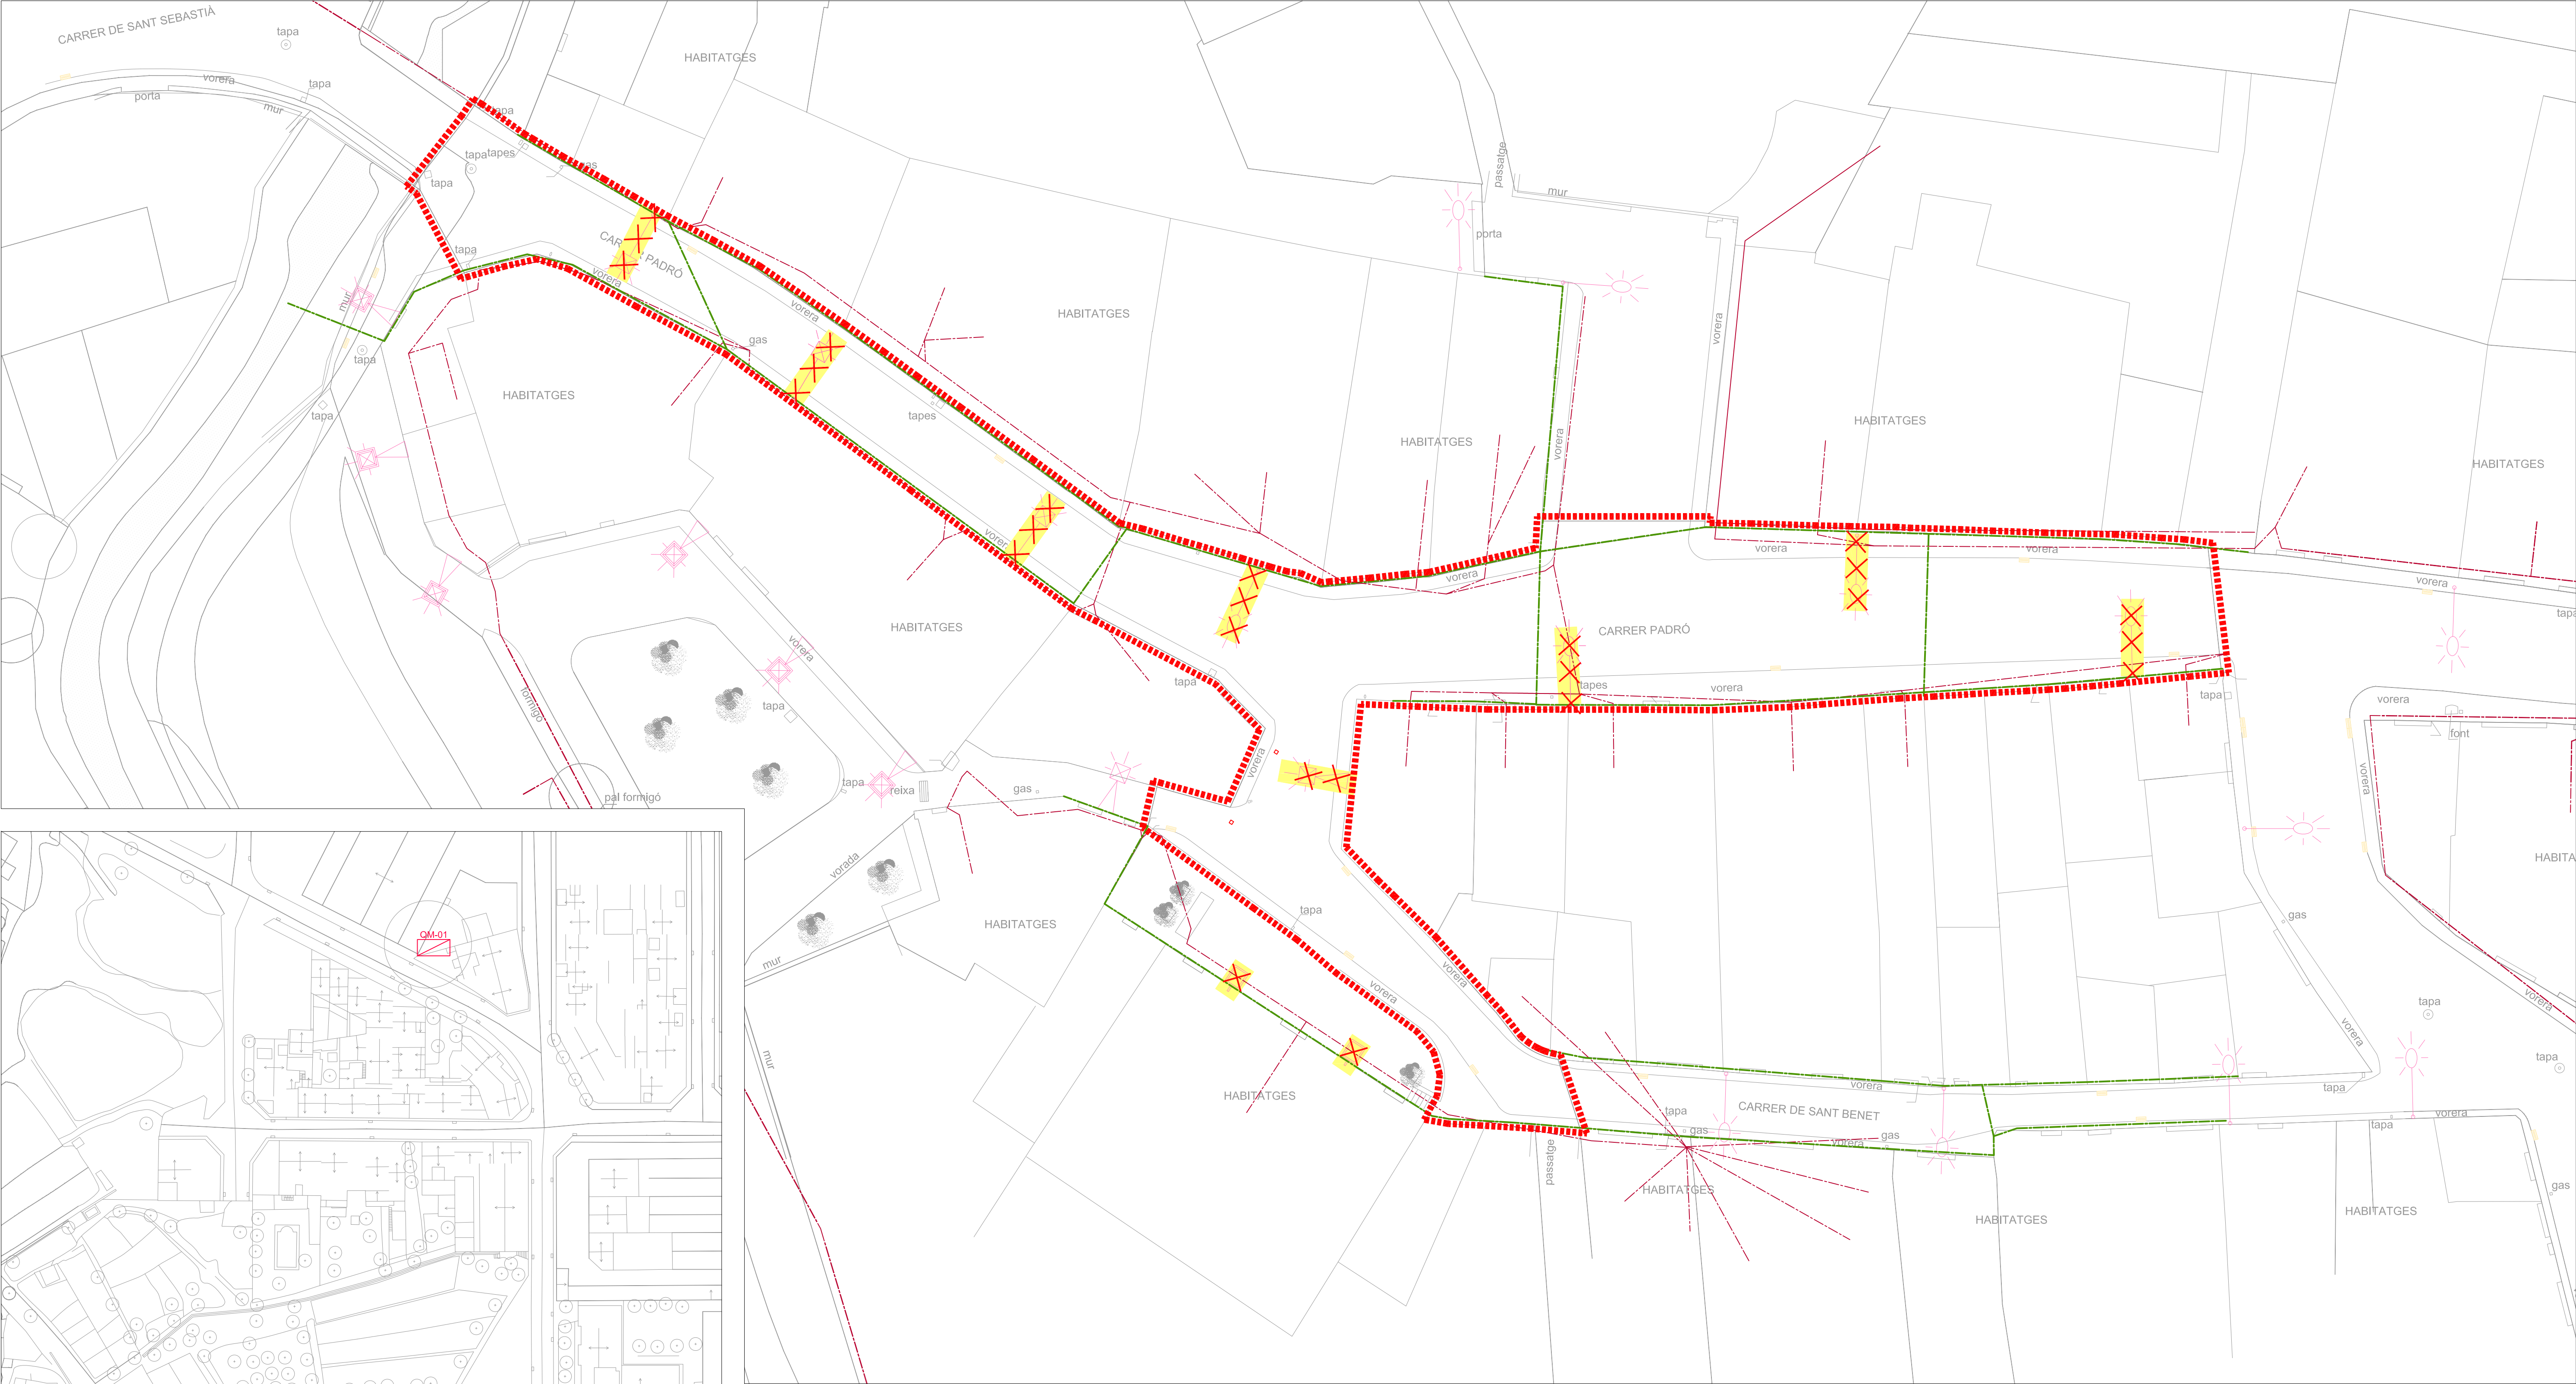 CARRER DE SANT SEBASTIÀ
tapa
HABITATGES
vorera
tapa
porta
mur
tapa
tapa
tapes
gas
tapa
passatge
mur
CARRER PADRÓ
porta
tapa
vorera
mur
vorera
HABITATGES
vorera
gas
tapa
HABITATGES
tapa
tapes
HABITATGES
vorera
HABITATGES
HABITATGES
vorera
vorera
vorera
vorera
vorera
tapa
HABITATGES
CARRER PADRÓ
vorera
tapa
tapes
vorera
tapa
vorera
formigó
tapa
font
vorera
vorera
tapa
reixa
gas
pal formigó
vorada
HABITA
HABITATGES
tapa
gas
mur
vorera
vorera
vorera
tapa
vorera
mur
tapa
HABITATGES
vorera
tapa
CARRER DE SANT BENET
tapa
vorera
tapa
gas
gas
vorera
passatge
HABITATGES
gas
HABITATGES
HABITATGES
QM-01